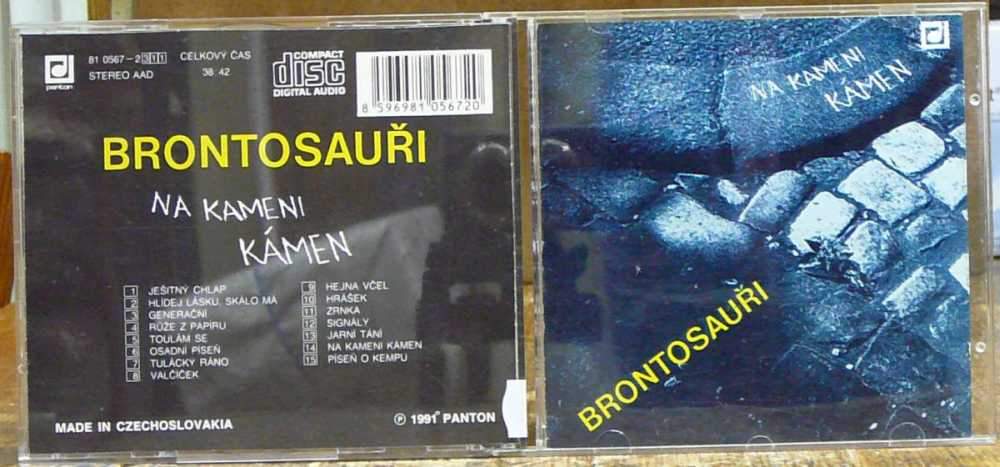 panton
81 0567-2 311
STEREO AAD
CELKOVÝ ČAS
38 42
COMPACT
disc
DIGITAL AUDIO
8 596981 056720
BRONTOSAUŘI
NA KAMENI
KÁMEN
1 JEŠITNÝ CHLAP
2 HLÍDEJ LÁSKU, SKÁLO MÁ
3 GENERAČNÍ
4 RŮŽE Z PAPÍRU
5 TOULÁM SE
6 OSADNÍ PÍSEŇ
7 TULÁCKY RÁNO
8 VALČÍČEK
9 HEJNA VČEL
10 HRÁŠEK
11 ZRNKA
12 SIGNÁLY
13 JARNÍ TÁNÍ
14 NA KAMENI KÁMEN
15 PÍSEŇ O KEMPU
MADE IN CZECHOSLOVAKIA
℗ 1991 PANTON
NA KAMENI
KÁMEN
BRONTOSAUŘI